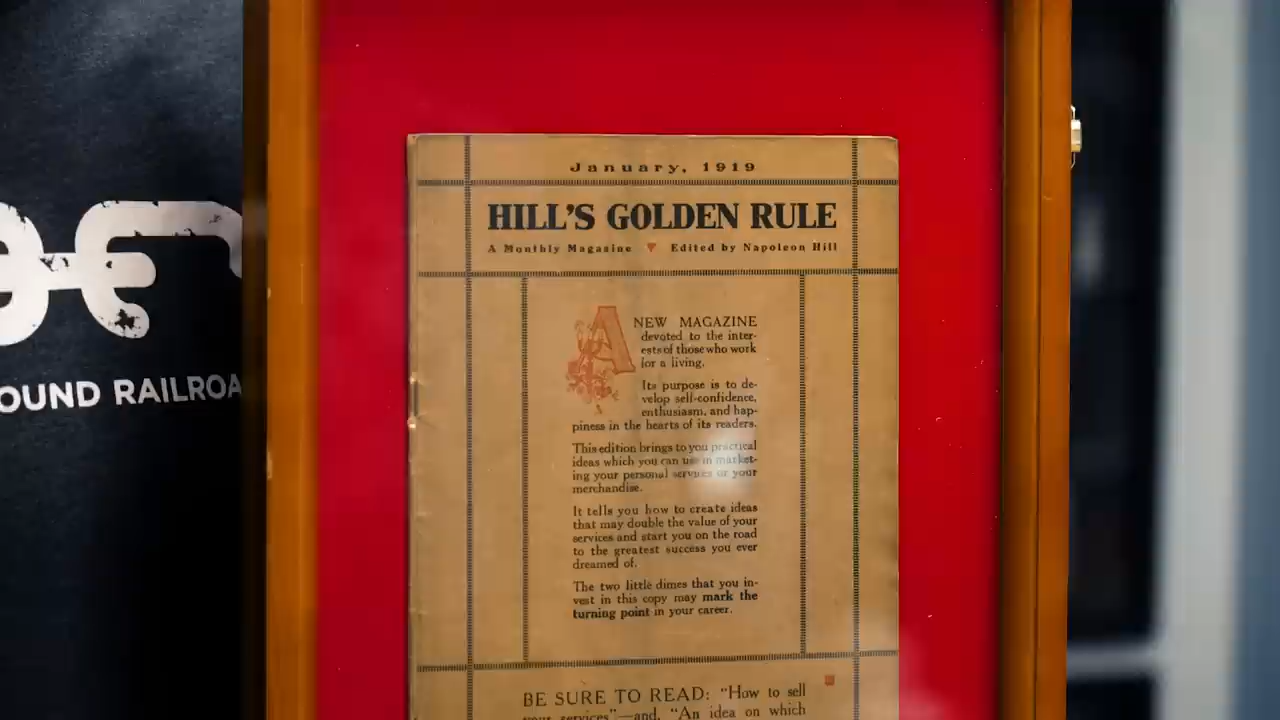 January, 1919
HILL'S GOLDEN RULE
A Monthly Magazine Edited by Napoleon Hill
A NEW MAGAZINE
devoted to the inter-
ests of those who work
for a living.
Its purpose is to de-
velop self-confidence,
enthusiasm, and hap-
piness in the hearts of its readers.
This edition brings to you practical
ideas which you can use in market-
ing your personal services or your
merchandise.
It tells you how to create ideas
that may double the value of your
services and start you on the road
to the greatest success you ever
dreamed of.
The two little dimes that you in-
vest in this copy may mark the
turning point in your career.
BE SURE TO READ: "How to sell
your services"—and, "An idea on which
OUND RAILROA